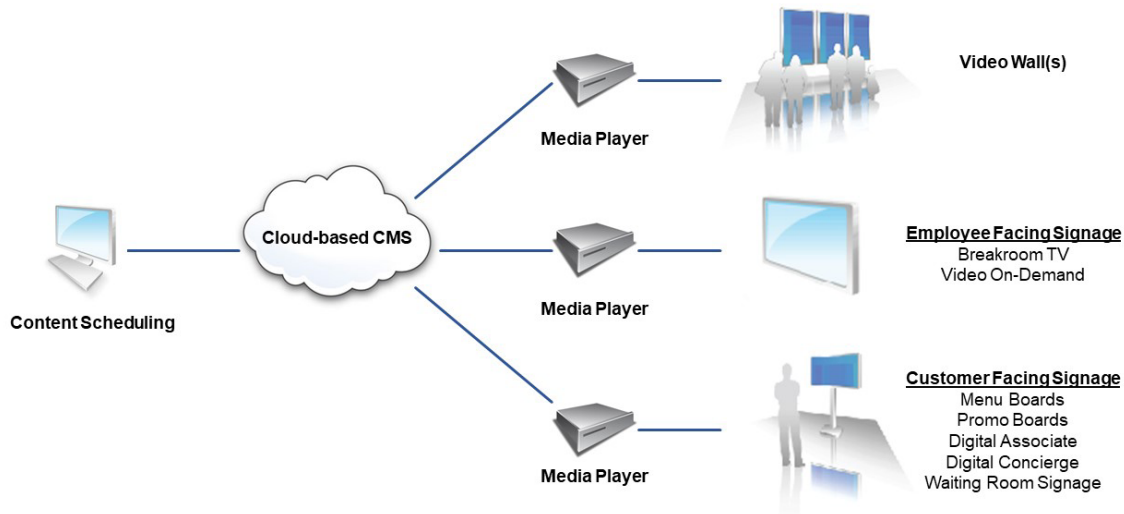 Video Wall(s)
Media Player
Cloud-based CMS
Content Scheduling
Media Player
Employee Facing Signage
Breakroom TV
Video On-Demand
Media Player
Customer Facing Signage
Menu Boards
Promo Boards
Digital Associate
Digital Concierge
Waiting Room Signage